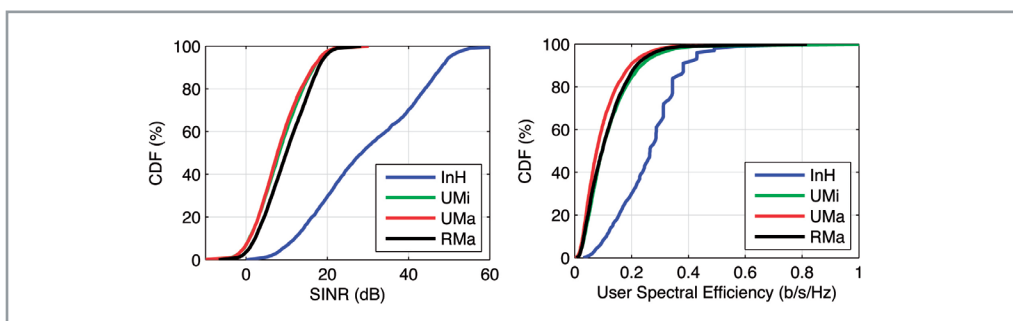 100
80
60
40
20
0
CDF (%)
0
20
40
60
SINR (dB)
InH
UMi
UMa
RMa
100
80
60
40
20
0
CDF (%)
0
0.2
0.4
0.6
0.8
1
User Spectral Efficiency (b/s/Hz)
InH
UMi
UMa
RMa